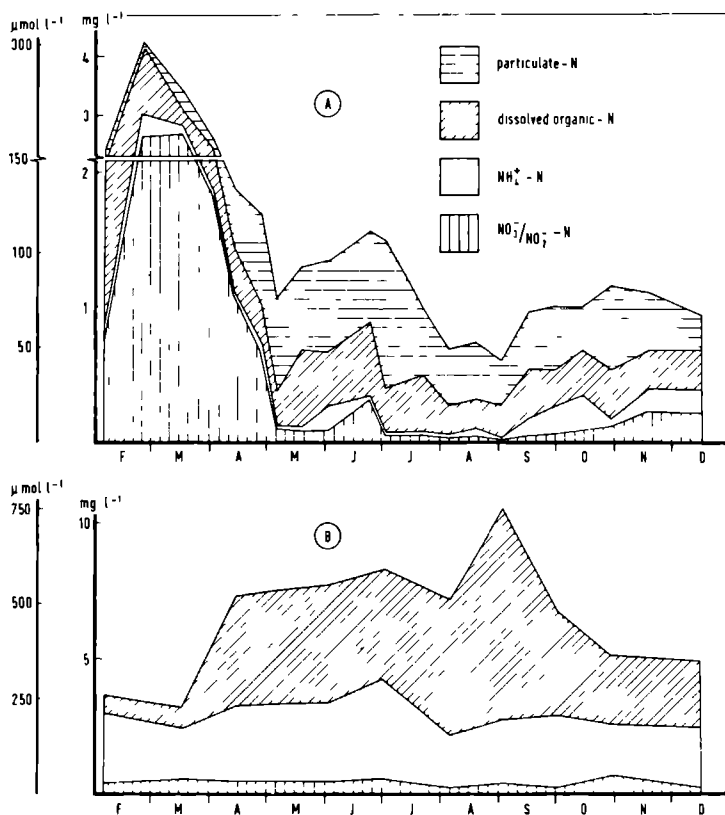 μmol l⁻¹ mg l⁻¹
300
4
3
150
2
100
1
50
A
particulate-N
dissolved organic-N
NH₄⁺-N
NO₃⁻/NO₂⁻-N
F M A M J J A S O N D
μmol l⁻¹ mg l⁻¹
750
10
500
5
250
B
F M A M J J A S O N D